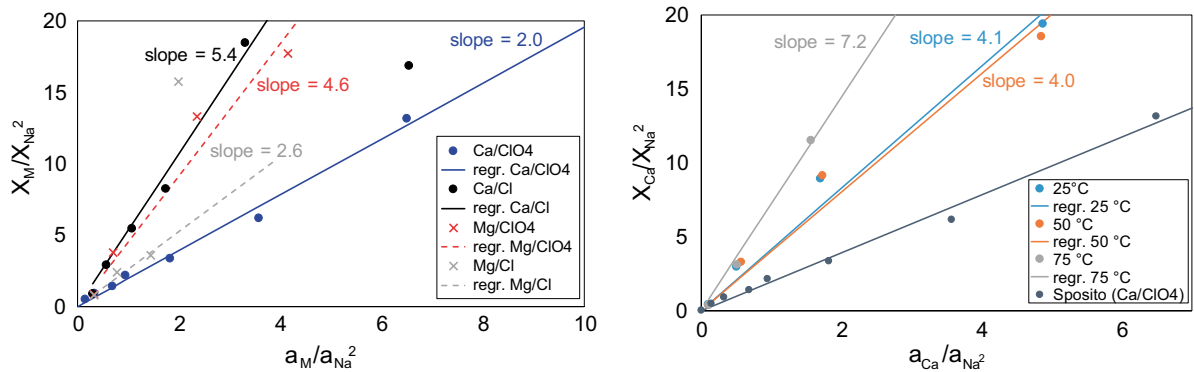 20
15
10
5
0
X_M/X_Na^2
slope = 5.4
slope = 2.0
slope = 4.6
slope = 2.6
Ca/ClO4
regr. Ca/ClO4
Ca/Cl
regr. Ca/Cl
Mg/ClO4
regr. Mg/ClO4
Mg/Cl
regr. Mg/Cl
0 2 4 6 8 10
a_M/a_Na^2
20
15
10
5
0
X_Ca/X_Na^2
slope = 7.2
slope = 4.1
slope = 4.0
25°C
regr. 25 °C
50 °C
regr. 50 °C
75 °C
regr. 75 °C
Sposito (Ca/ClO4)
0 2 4 6
a_Ca/a_Na^2